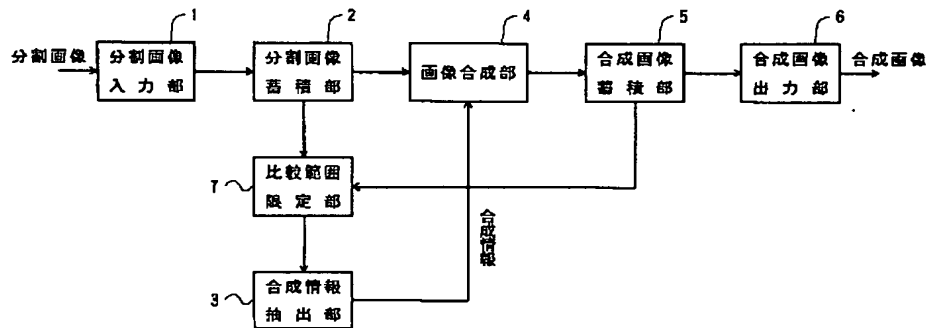 1
2
4
5
6
分割画像
分割画像
入力部
分割画像
蓄積部
画像合成部
合成画像
蓄積部
合成画像
出力部
合成画像
7
比較範囲
限定部
合成情報
3
合成情報
抽出部